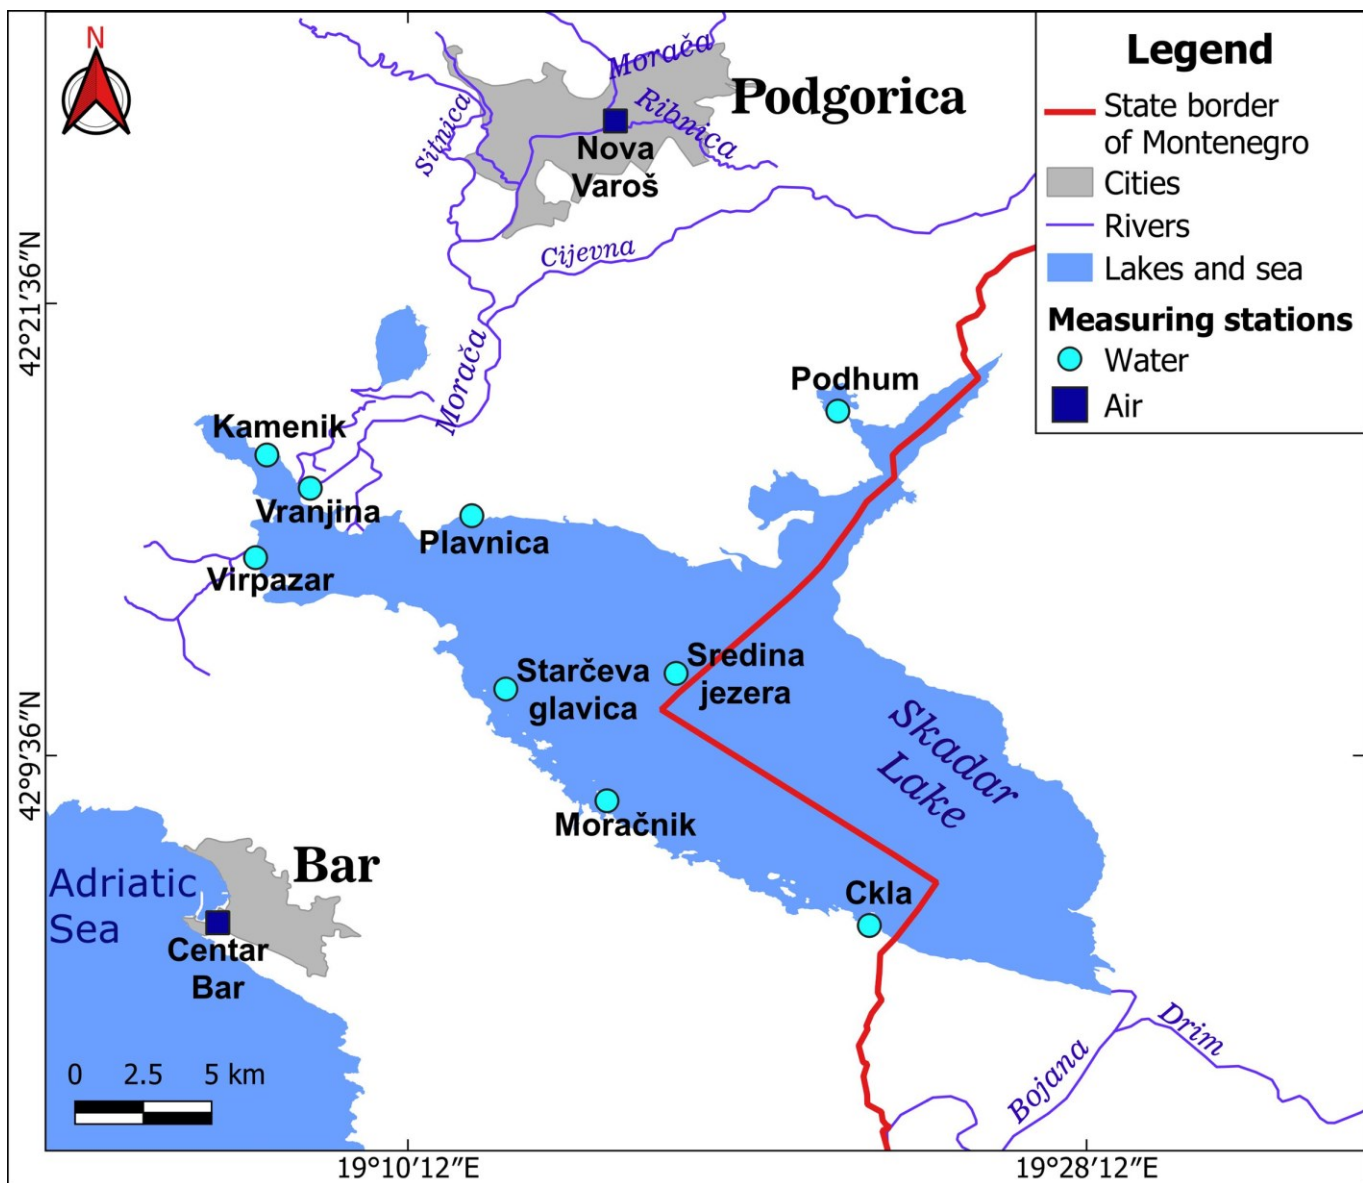 N
Morača
Podgorica
Sitnica
Ribnica
Nova
Varoš
Cijevna
Legend
State border
of Montenegro
Cities
Rivers
Lakes and sea
Measuring stations
Water
Air
42°21′36″N
Morača
Podhum
Kamenik
Vranjina
Plavnica
Virpazar
Starčeva
glavica
Sredina
jezera
Skadar
Lake
42°9′36″N
Moračnik
Bar
Adriatic
Sea
Centar
Bar
Ckla
Drim
Bojana
0 2.5 5 km
19°10′12″E
19°28′12″E